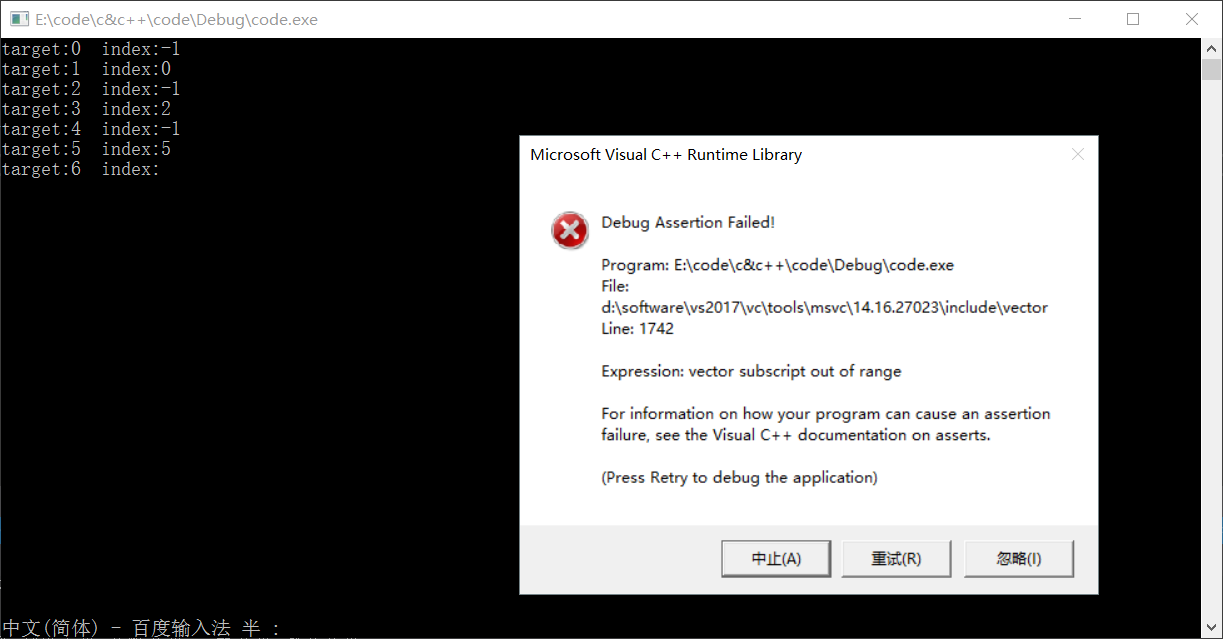 E:\code\c&c++\code\Debug\code.exe
target:0  index:-1
target:1  index:0
target:2  index:-1
target:3  index:2
target:4  index:-1
target:5  index:5
target:6  index:
Microsoft Visual C++ Runtime Library
Debug Assertion Failed!
Program: E:\code\c&c++\code\Debug\code.exe
File:
d:\software\vs2017\vc\tools\msvc\14.16.27023\include\vector
Line: 1742
Expression: vector subscript out of range
For information on how your program can cause an assertion
failure, see the Visual C++ documentation on asserts.
(Press Retry to debug the application)
中止(A) 重试(R) 忽略(I)
中文(简体) - 百度输入法 半 :